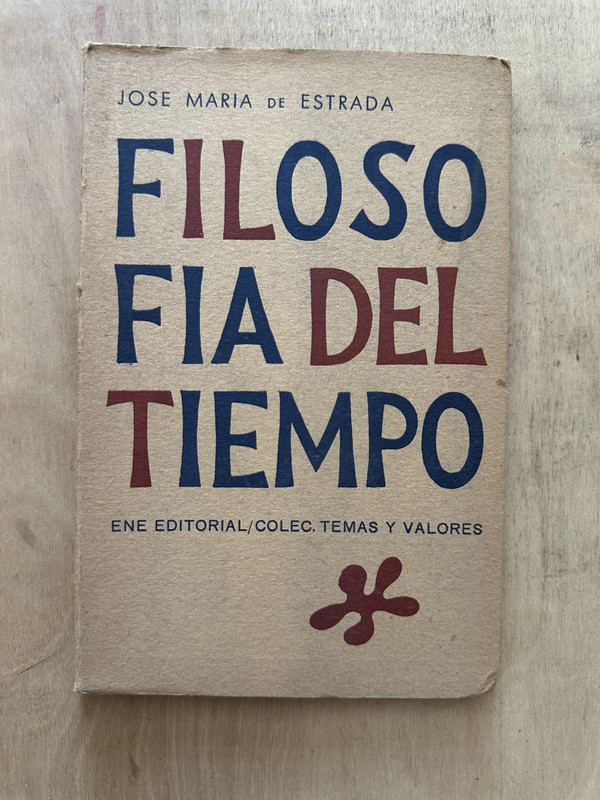 JOSE MARIA DE ESTRADA
FILOSO
FIA DEL
TIEMPO
ENE EDITORIAL/COLEC. TEMAS Y VALORES